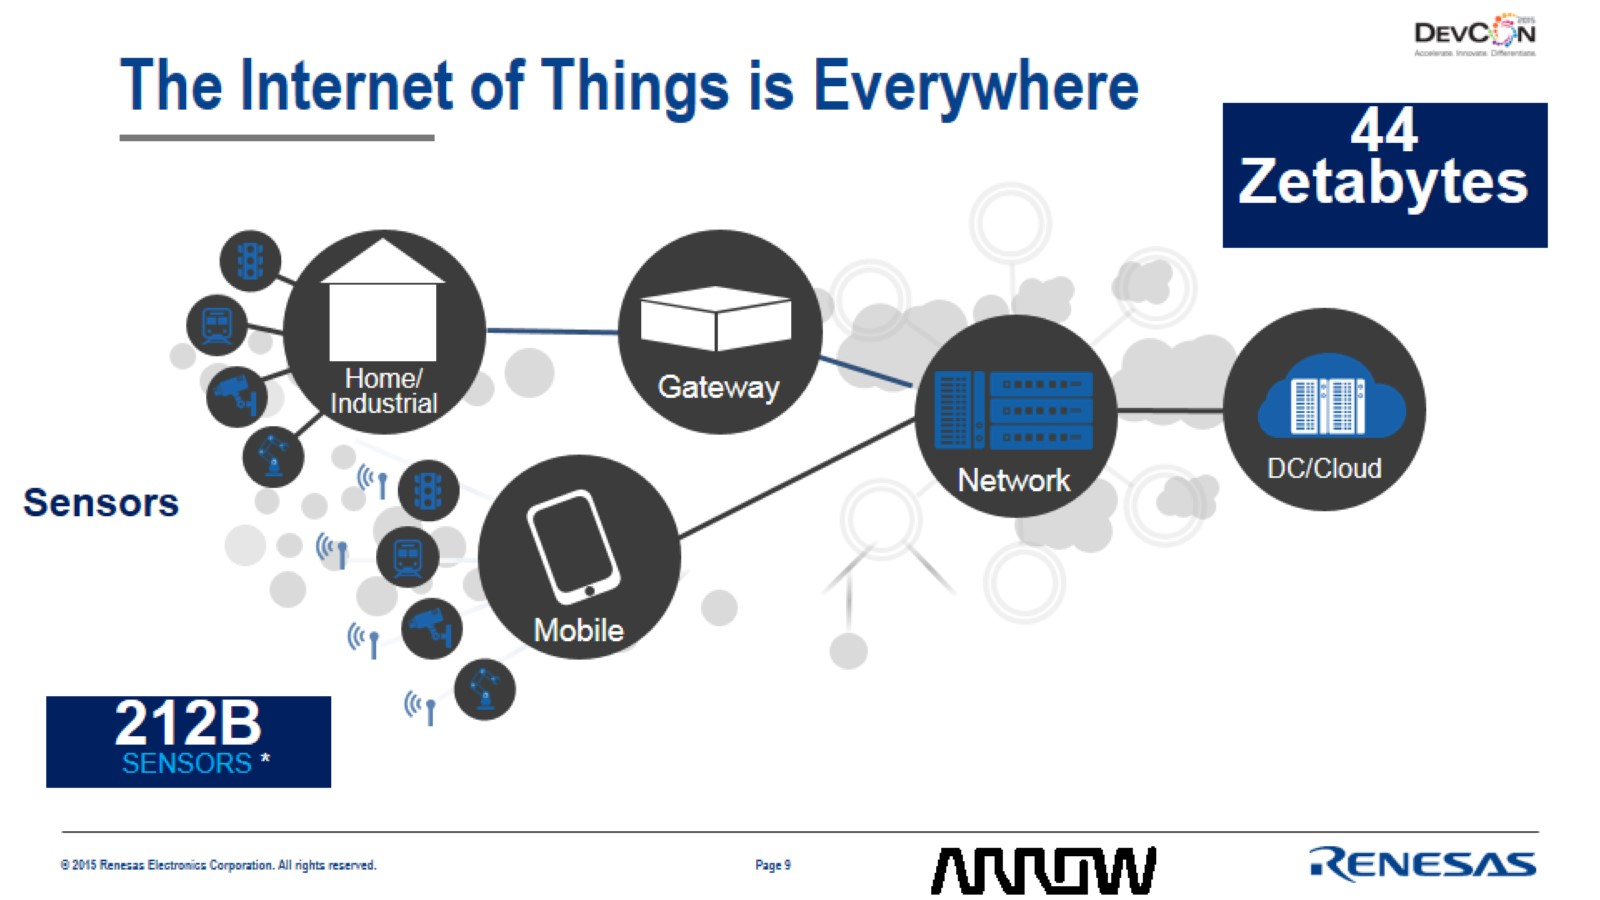 DEVCON 2015
Accelerate. Innovate. Differentiate.
The Internet of Things is Everywhere
44
Zetabytes
Home/
Industrial
Gateway
Network
DC/Cloud
Sensors
Mobile
212B
SENSORS *
© 2015 Renesas Electronics Corporation. All rights reserved.
Page 9
ARROW
RENESAS